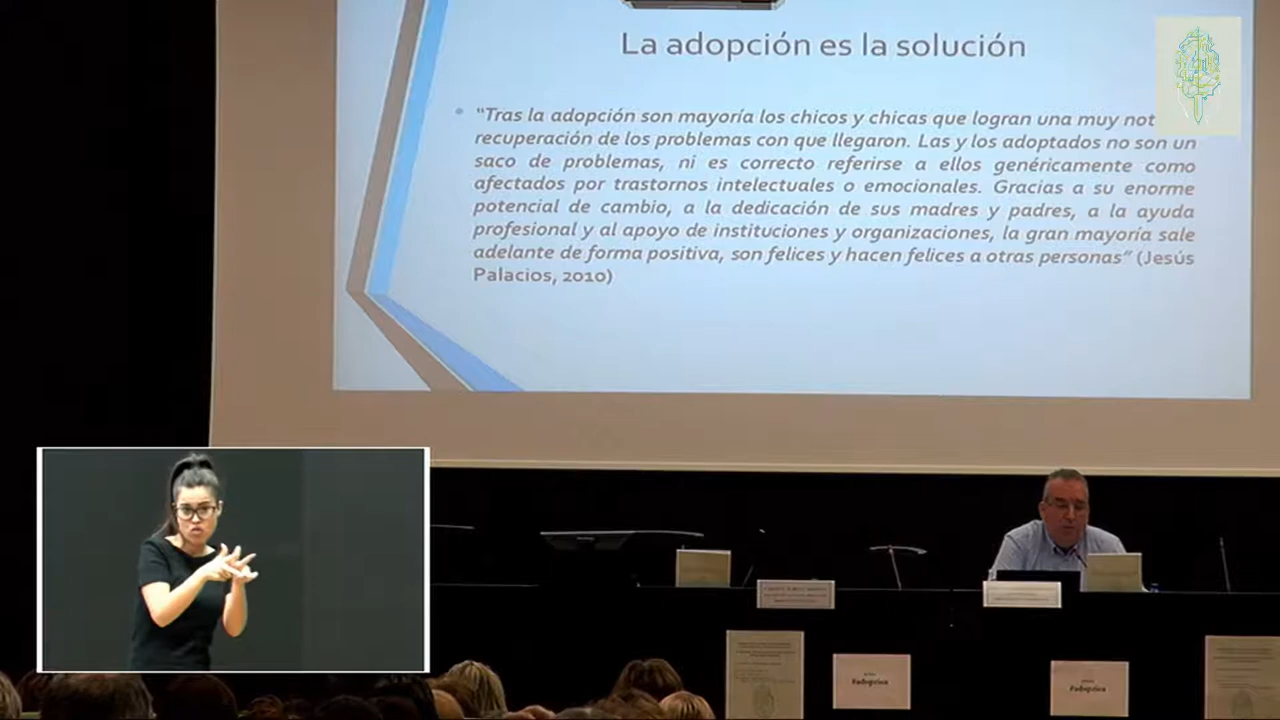 La adopción es la solución
"Tras la adopción son mayoría los chicos y chicas que logran una muy
recuperación de los problemas con que llegaron. Las y los adoptados no son un
saco de problemas, ni es correcto referirse a ellos genéricamente como
afectados por trastornos intelectuales o emocionales. Gracias a su enorme
potencial de cambio, a la dedicación de sus madres y padres, a la ayuda
profesional y al apoyo de instituciones y organizaciones, la gran mayoría sale
adelante de forma positiva, son felices y hacen felices a otras personas" (Jesús
Palacios, 2010)